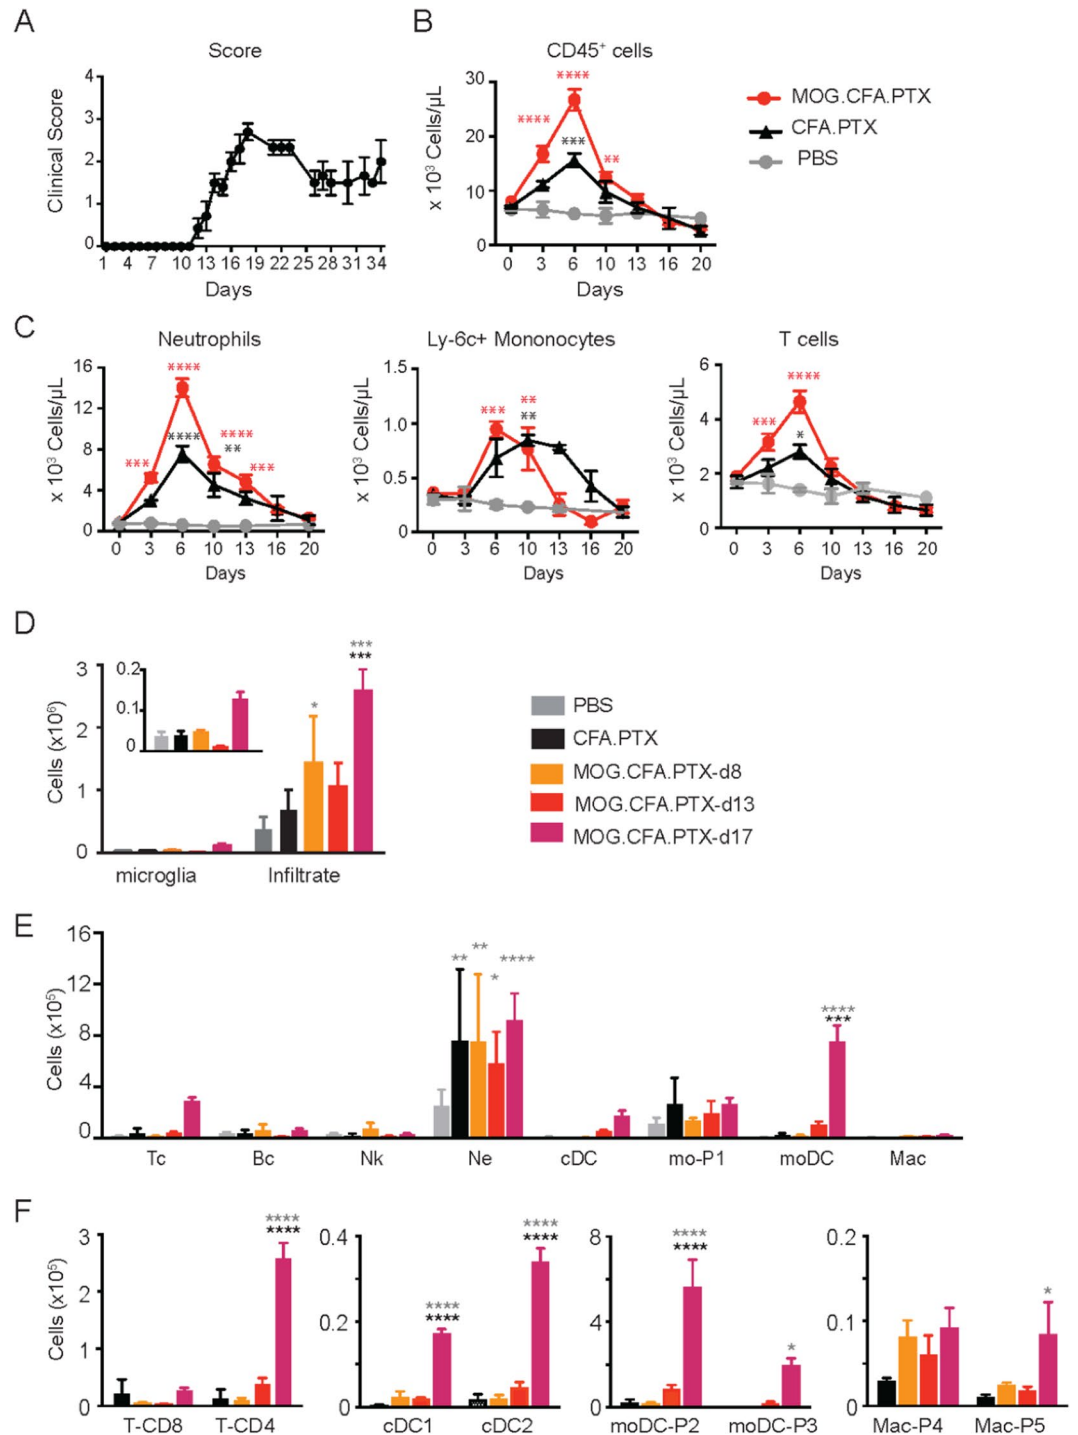 A
Score
Clinical Score
4
3
2
1
0
1 4 7 10 13 16 19 22 25 28 31 34
Days
B
CD45+ cells
x 10³ Cells/µL
30
20
10
0
**** **** *** **
0 3 6 10 13 16 20
Days
MOG.CFA.PTX
CFA.PTX
PBS
C
Neutrophils
x 10³ Cells/µL
16
12
8
4
0
*** **** **** **** ** ***
0 3 6 10 13 16 20
Days
Ly-6c+ Mononocytes
x 10³ Cells/µL
1.5
1.0
0.5
0
*** ** **
0 3 6 10 13 16 20
Days
T cells
x 10³ Cells/µL
6
4
2
0
*** **** *
0 3 6 10 13 16 20
Days
D
Cells (x10⁶)
3
2
1
0
0.2
0.1
0
* *** ***
microglia Infiltrate
PBS
CFA.PTX
MOG.CFA.PTX-d8
MOG.CFA.PTX-d13
MOG.CFA.PTX-d17
E
Cells (x10⁵)
16
12
8
4
0
** ** * **** **** ***
Tc Bc Nk Ne cDC mo-P1 moDC Mac
F
Cells (x10⁵)
3
2
1
0
**** ****
T-CD8 T-CD4
0.4
0.2
0
**** **** **** ****
cDC1 cDC2
8
4
2
0
**** **** *
moDC-P2 moDC-P3
0.2
0.1
0
*
Mac-P4 Mac-P5